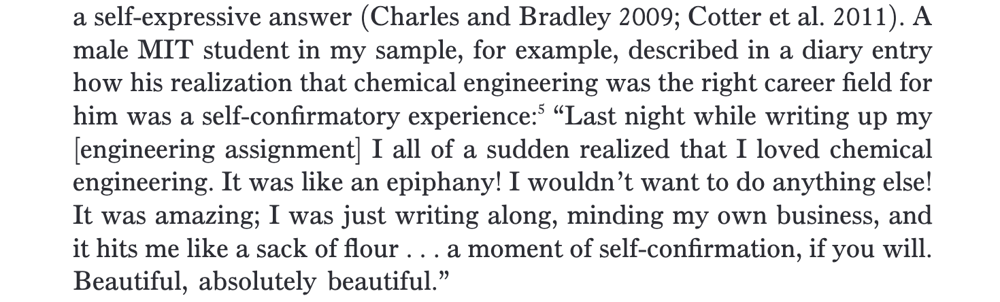 a self-expressive answer (Charles and Bradley 2009; Cotter et al. 2011). A
male MIT student in my sample, for example, described in a diary entry
how his realization that chemical engineering was the right career field for
him was a self-confirmatory experience:⁵ “Last night while writing up my
[engineering assignment] I all of a sudden realized that I loved chemical
engineering. It was like an epiphany! I wouldn’t want to do anything else!
It was amazing; I was just writing along, minding my own business, and
it hits me like a sack of flour . . . a moment of self-confirmation, if you will.
Beautiful, absolutely beautiful.”